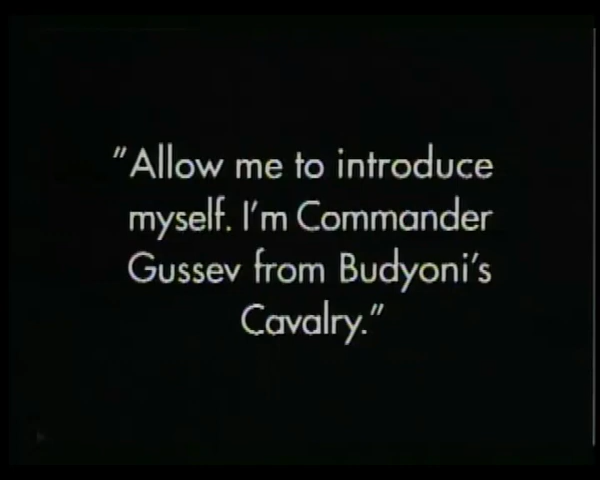 "Allow me to introduce
myself. I'm Commander
Gussev from Budyoni's
Cavalry."